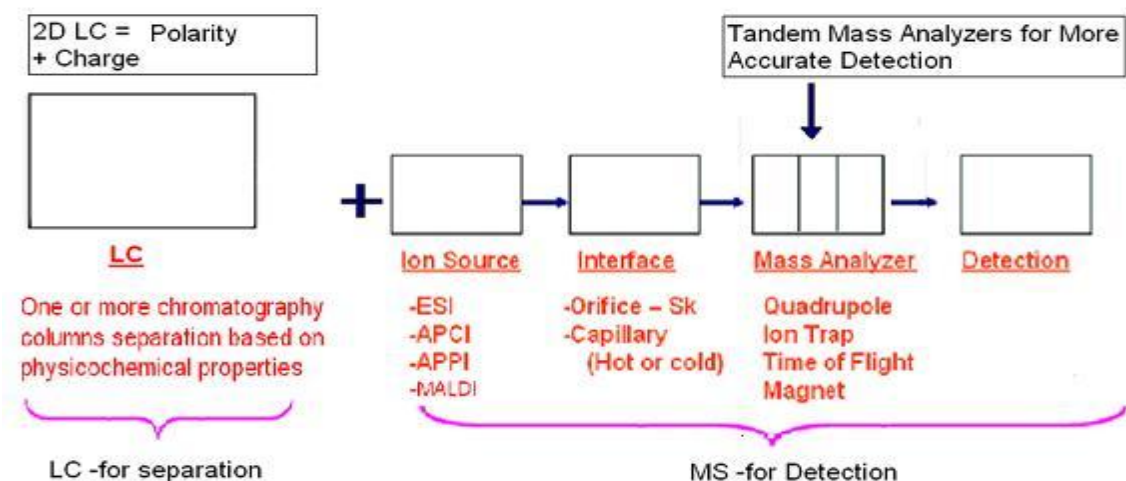 2D LC = Polarity
+ Charge
Tandem Mass Analyzers for More
Accurate Detection
+
LC
One or more chromatography
columns separation based on
physicochemical properties
Ion Source
-ESI
-APCI
-APPI
-MALDI
Interface
-Orifice – Sk
-Capillary
(Hot or cold)
Mass Analyzer
Quadrupole
Ion Trap
Time of Flight
Magnet
Detection
LC -for separation
MS -for Detection